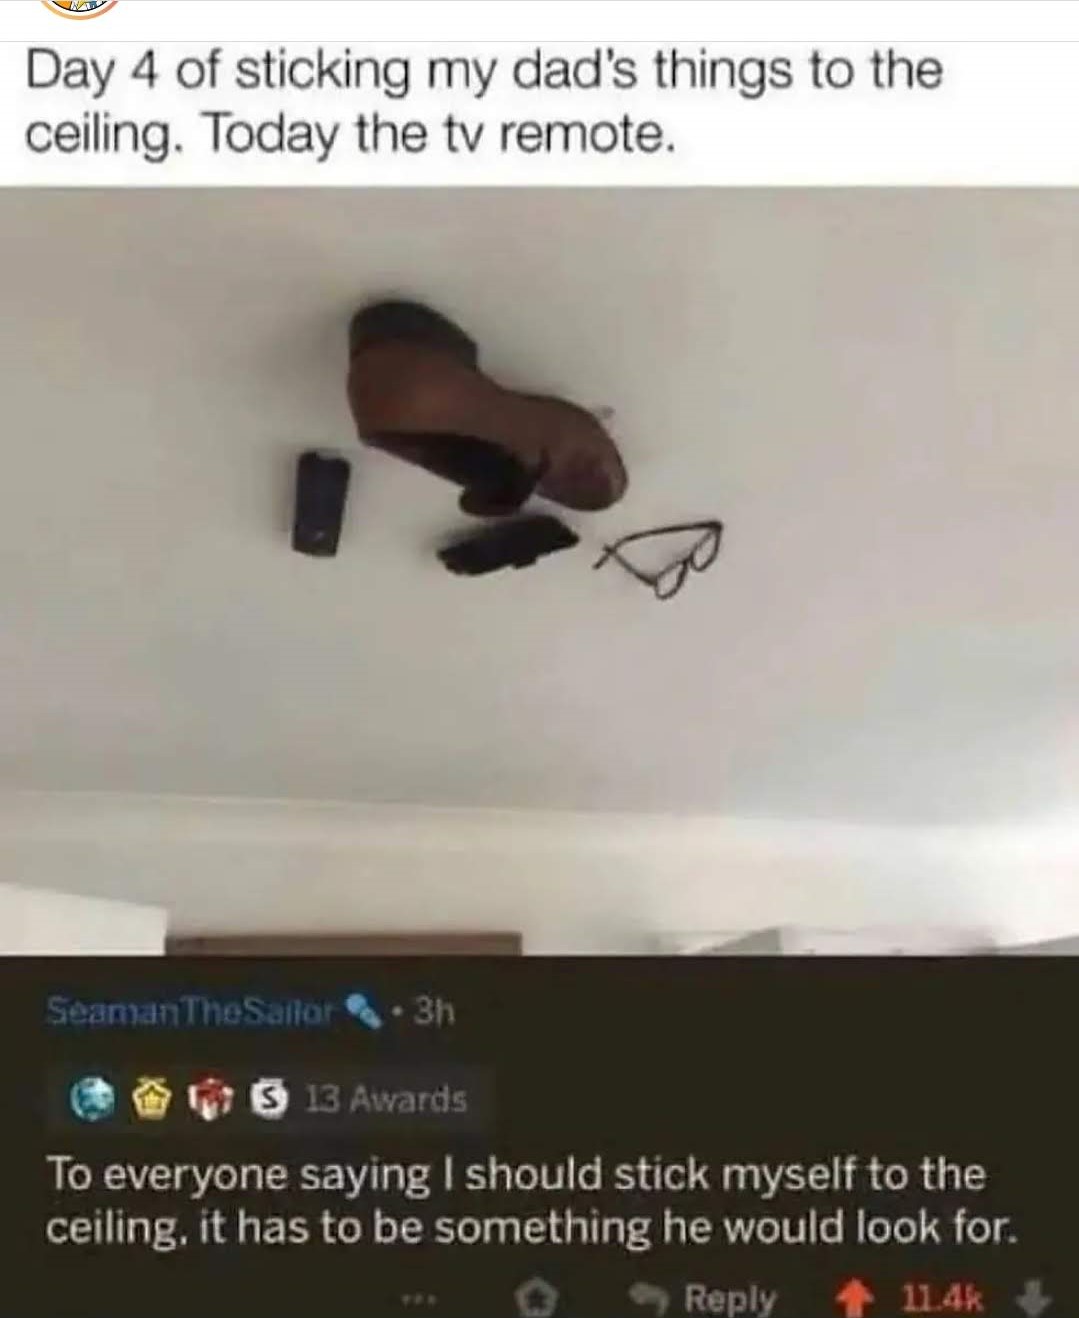 Day 4 of sticking my dad's things to the
ceiling. Today the tv remote.
SeamanTheSailor • 3h
S 13 Awards
To everyone saying I should stick myself to the
ceiling, it has to be something he would look for.
... Reply 11.4k